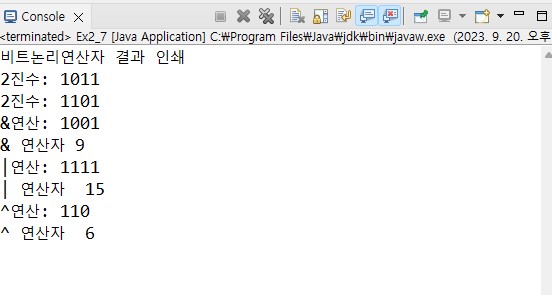 Console
<terminated> Ex2_7 [Java Application] C:₩Program Files₩Java₩jdk₩bin₩javaw.exe (2023. 9. 20. 오후
비트논리연산자 결과 인쇄
2진수: 1011
2진수: 1101
&연산: 1001
& 연산자 9
|연산: 1111
| 연산자  15
^연산: 110
^ 연산자  6